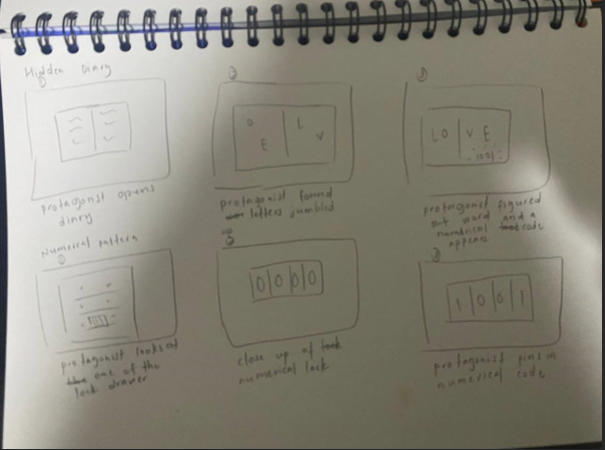 Hidden Diary
①
protagonist opens
diary
②
O
L
E
V
protagonist found
letters jumbled
③
LO V E
1001
protagonist figured
out word and a
numerical code
appears
Numerical pattern
①
protagonist looks at
one of the
lock drawer
②
0 0 0 0
close up of
numerical lock
③
1 0 0 1
protagonist pins in
numerical code